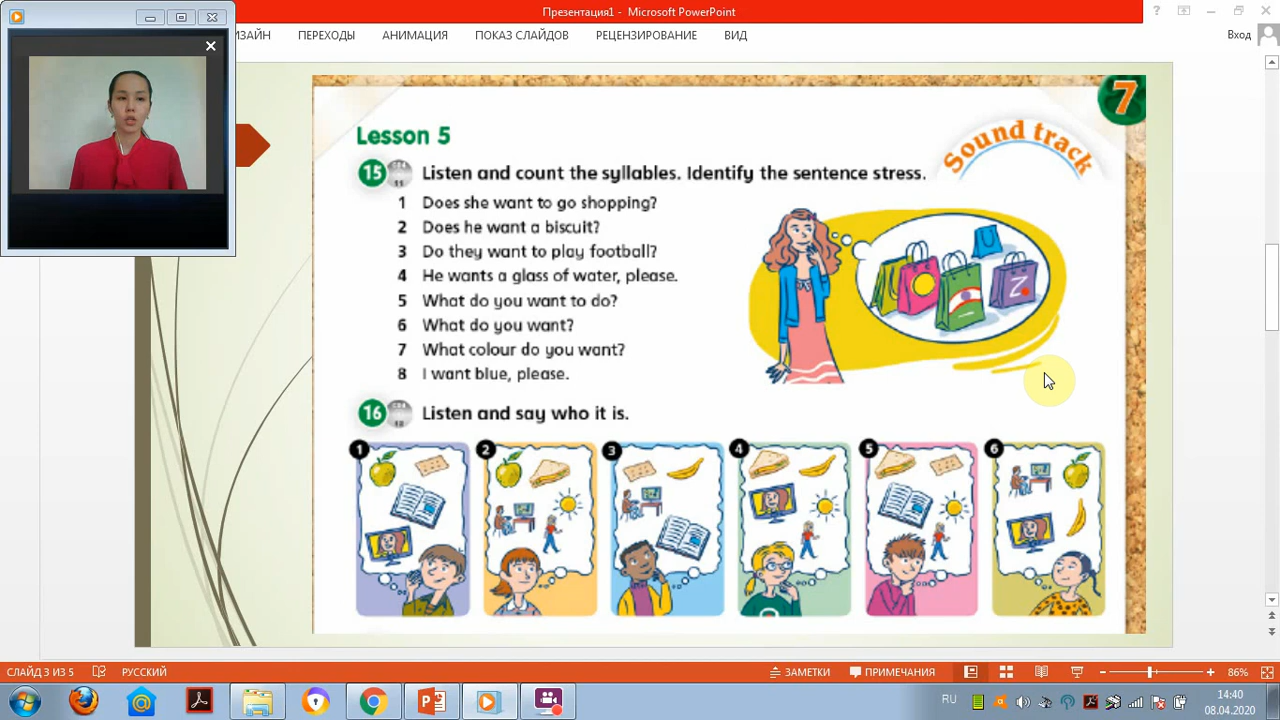 Презентация1 - Microsoft PowerPoint
ИЗАЙН ПЕРЕХОДЫ АНИМАЦИЯ ПОКАЗ СЛАЙДОВ РЕЦЕНЗИРОВАНИЕ ВИД
Вход
7
Sound track
Lesson 5
15 CD4 11 Listen and count the syllables. Identify the sentence stress.
1 Does she want to go shopping?
2 Does he want a biscuit?
3 Do they want to play football?
4 He wants a glass of water, please.
5 What do you want to do?
6 What do you want?
7 What colour do you want?
8 I want blue, please.
Z
16 CD4 12 Listen and say who it is.
1 2 3 4 5 6
СЛАЙД 3 ИЗ 5 РУССКИЙ ЗАМЕТКИ ПРИМЕЧАНИЯ 86%
RU
14:40
08.04.2020